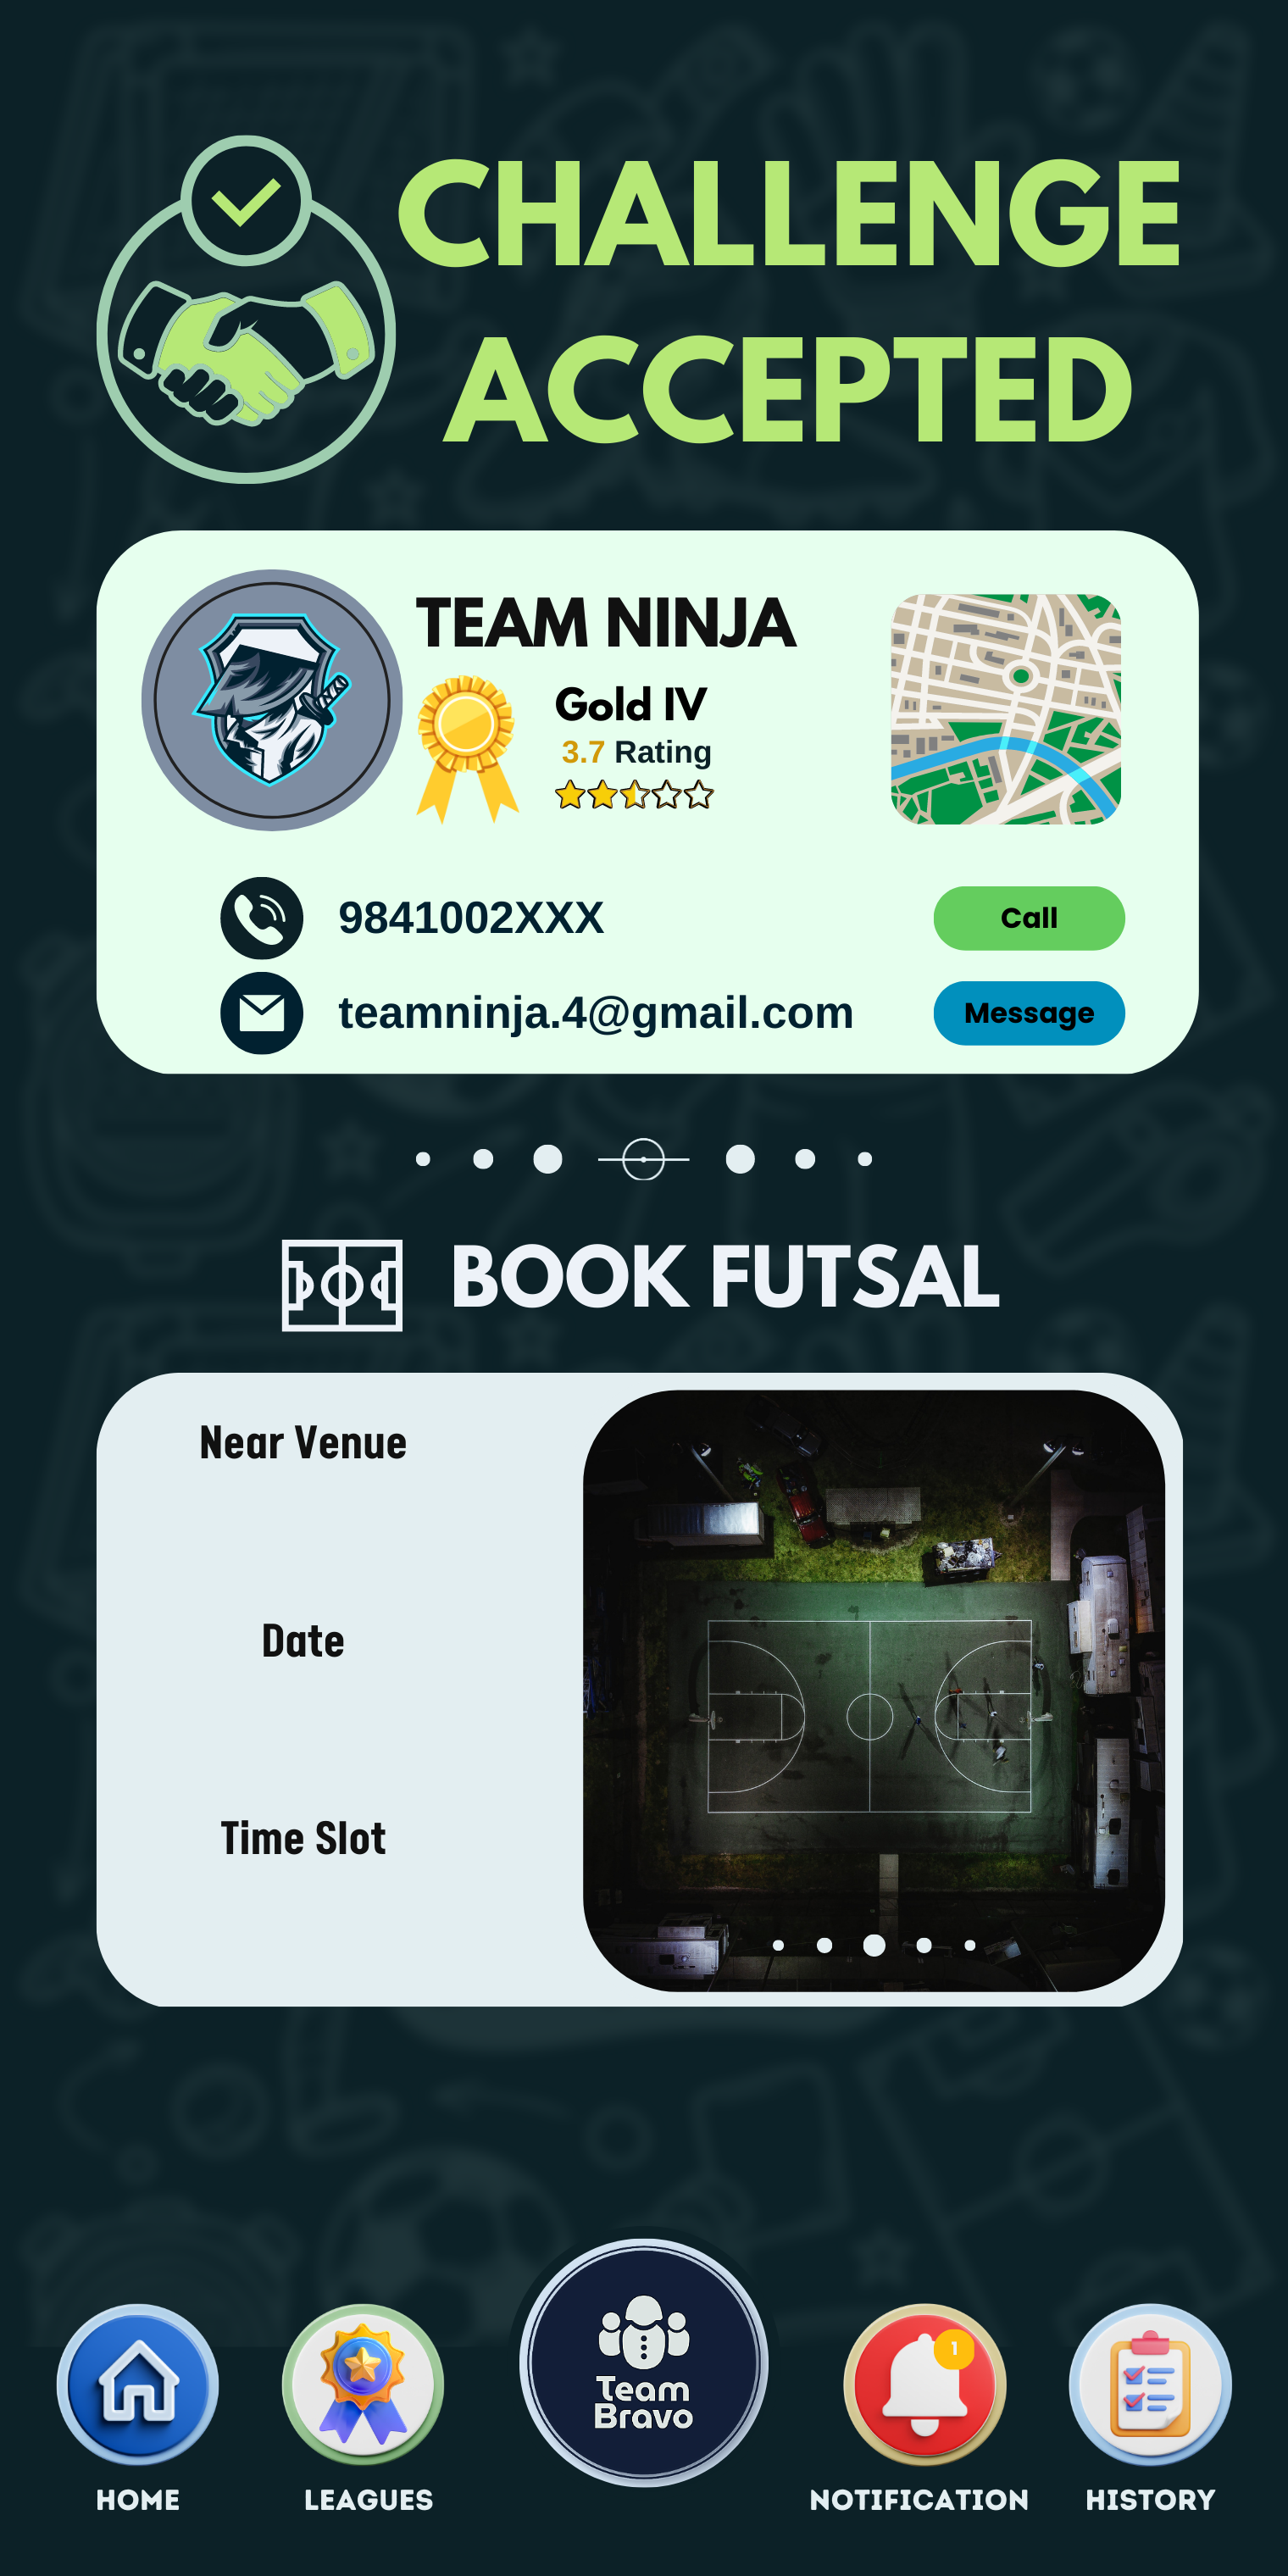 CHALLENGE
ACCEPTED
TEAM NINJA
Gold IV
3.7 Rating
9841002XXX
Call
teamninja.4@gmail.com
Message
BOOK FUTSAL
Near Venue
Date
Time Slot
Team
Bravo
1
HOME
LEAGUES
NOTIFICATION
HISTORY